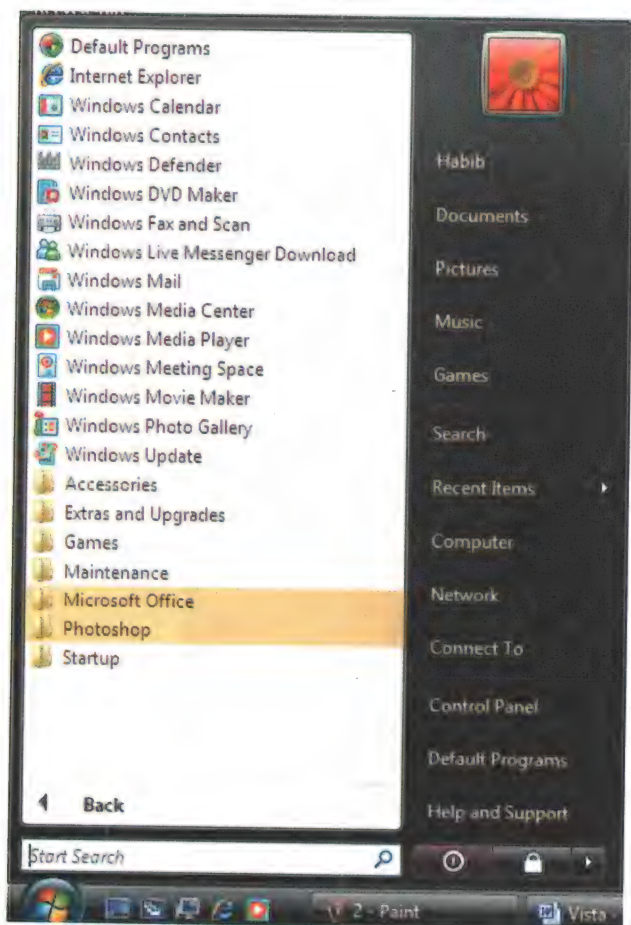 Default Programs
Internet Explorer
Windows Calendar
Windows Contacts
Windows Defender
Windows DVD Maker
Windows Fax and Scan
Windows Live Messenger Download
Windows Mail
Windows Media Center
Windows Media Player
Windows Meeting Space
Windows Movie Maker
Windows Photo Gallery
Windows Update
Accessories
Extras and Upgrades
Games
Maintenance
Microsoft Office
Photoshop
Startup
Back
Start Search
Habib
Documents
Pictures
Music
Games
Search
Recent Items
Computer
Network
Connect To
Control Panel
Default Programs
Help and Support
2 - Paint
Vista